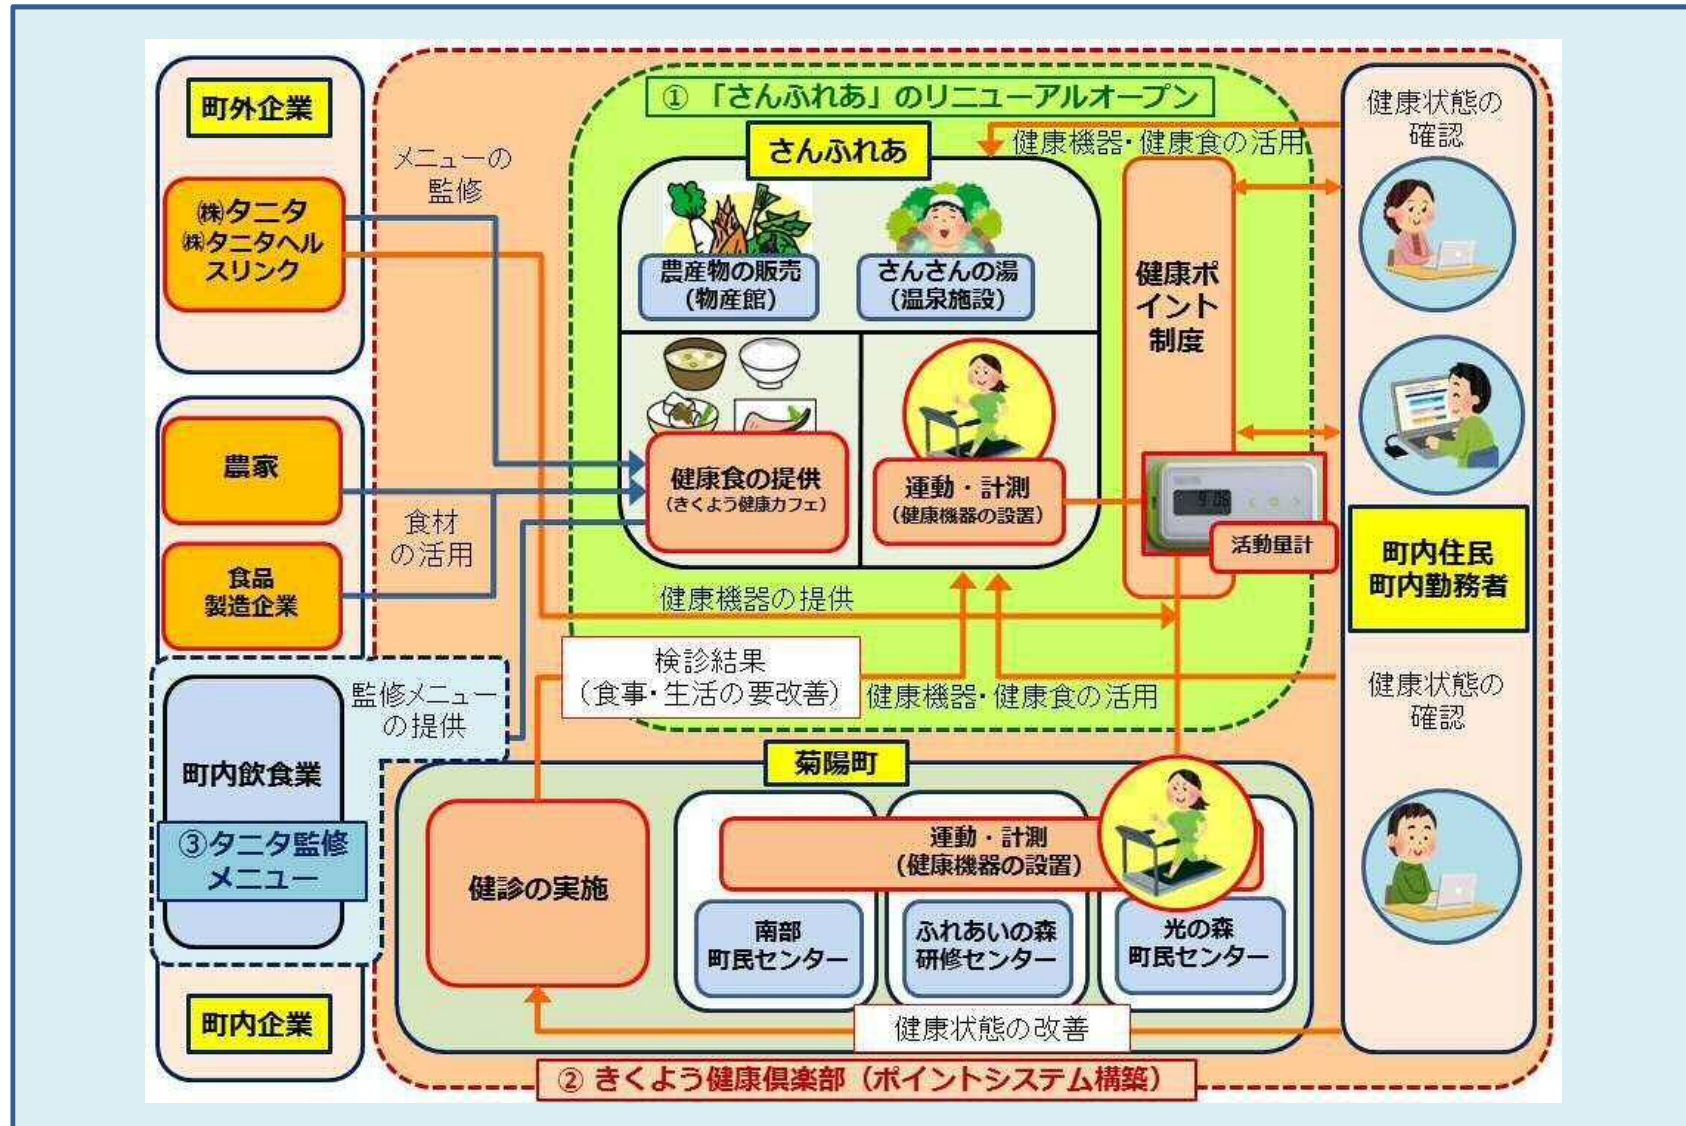 ① 「さんふれあ」のリニューアルオープン
町外企業
㈱タニタ
㈱タニタヘル
スリンク
メニューの
監修
さんふれあ
健康機器・健康食の活用
農産物の販売
(物産館)
さんさんの湯
(温泉施設)
健康ポ
イント
制度
健康状態の
確認
農家
食材
の活用
食品
製造企業
健康食の提供
(きくよう健康カフェ)
運動・計測
(健康機器の設置)
9:06
活動量計
町内住民
町内勤務者
健康機器の提供
検診結果
(食事・生活の要改善)
健康機器・健康食の活用
健康状態の
確認
監修メニュー
の提供
町内飲食業
③タニタ監修
メニュー
町内企業
菊陽町
健診の実施
運動・計測
(健康機器の設置)
南部
町民センター
ふれあいの森
研修センター
光の森
町民センター
健康状態の改善
② きくよう健康倶楽部（ポイントシステム構築）